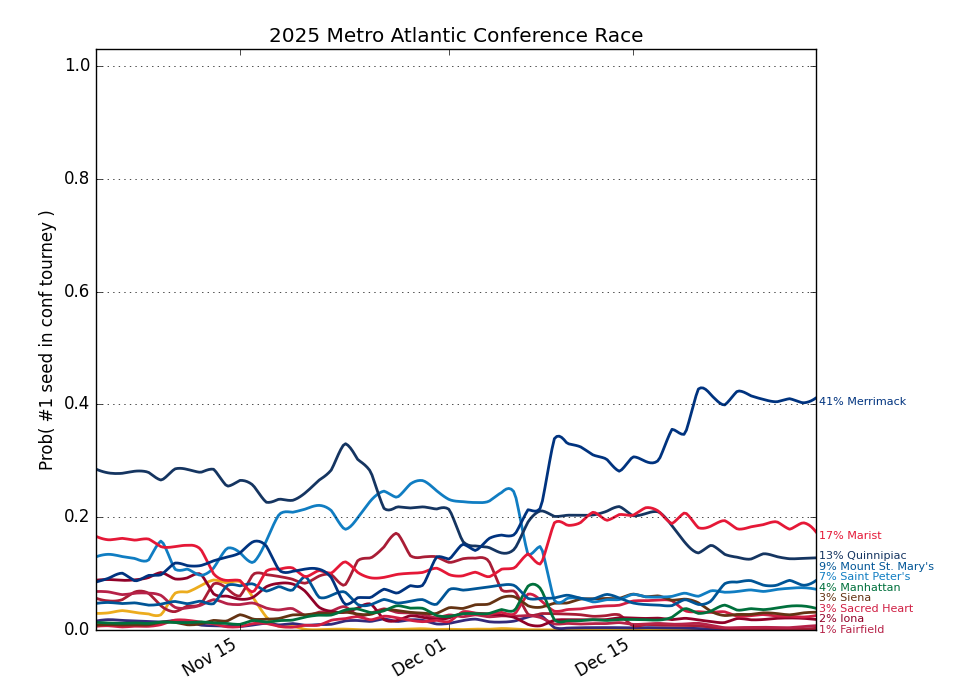 2025 Metro Atlantic Conference Race
Prob( #1 seed in conf tourney )
1.0
0.8
0.6
0.4
0.2
0.0
Nov 15
Dec 01
Dec 15
41% Merrimack
17% Marist
13% Quinnipiac
9% Mount St. Mary's
7% Saint Peter's
4% Manhattan
3% Siena
3% Sacred Heart
2% Iona
1% Fairfield